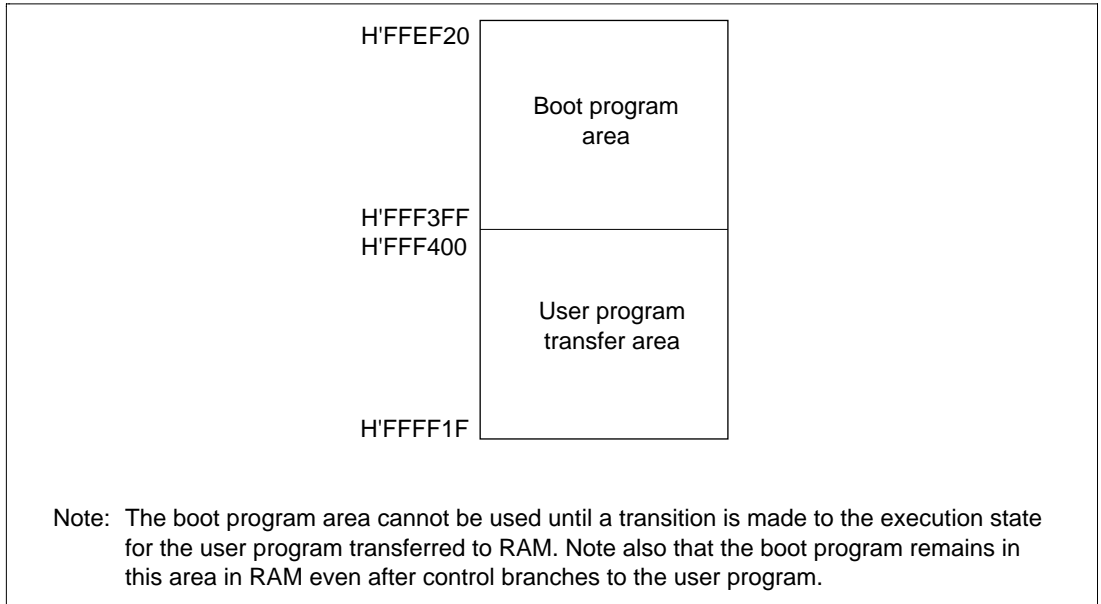 H'FFEF20
Boot program
area
H'FFF3FF
H'FFF400
User program
transfer area
H'FFFF1F
Note: The boot program area cannot be used until a transition is made to the execution state
for the user program transferred to RAM. Note also that the boot program remains in
this area in RAM even after control branches to the user program.